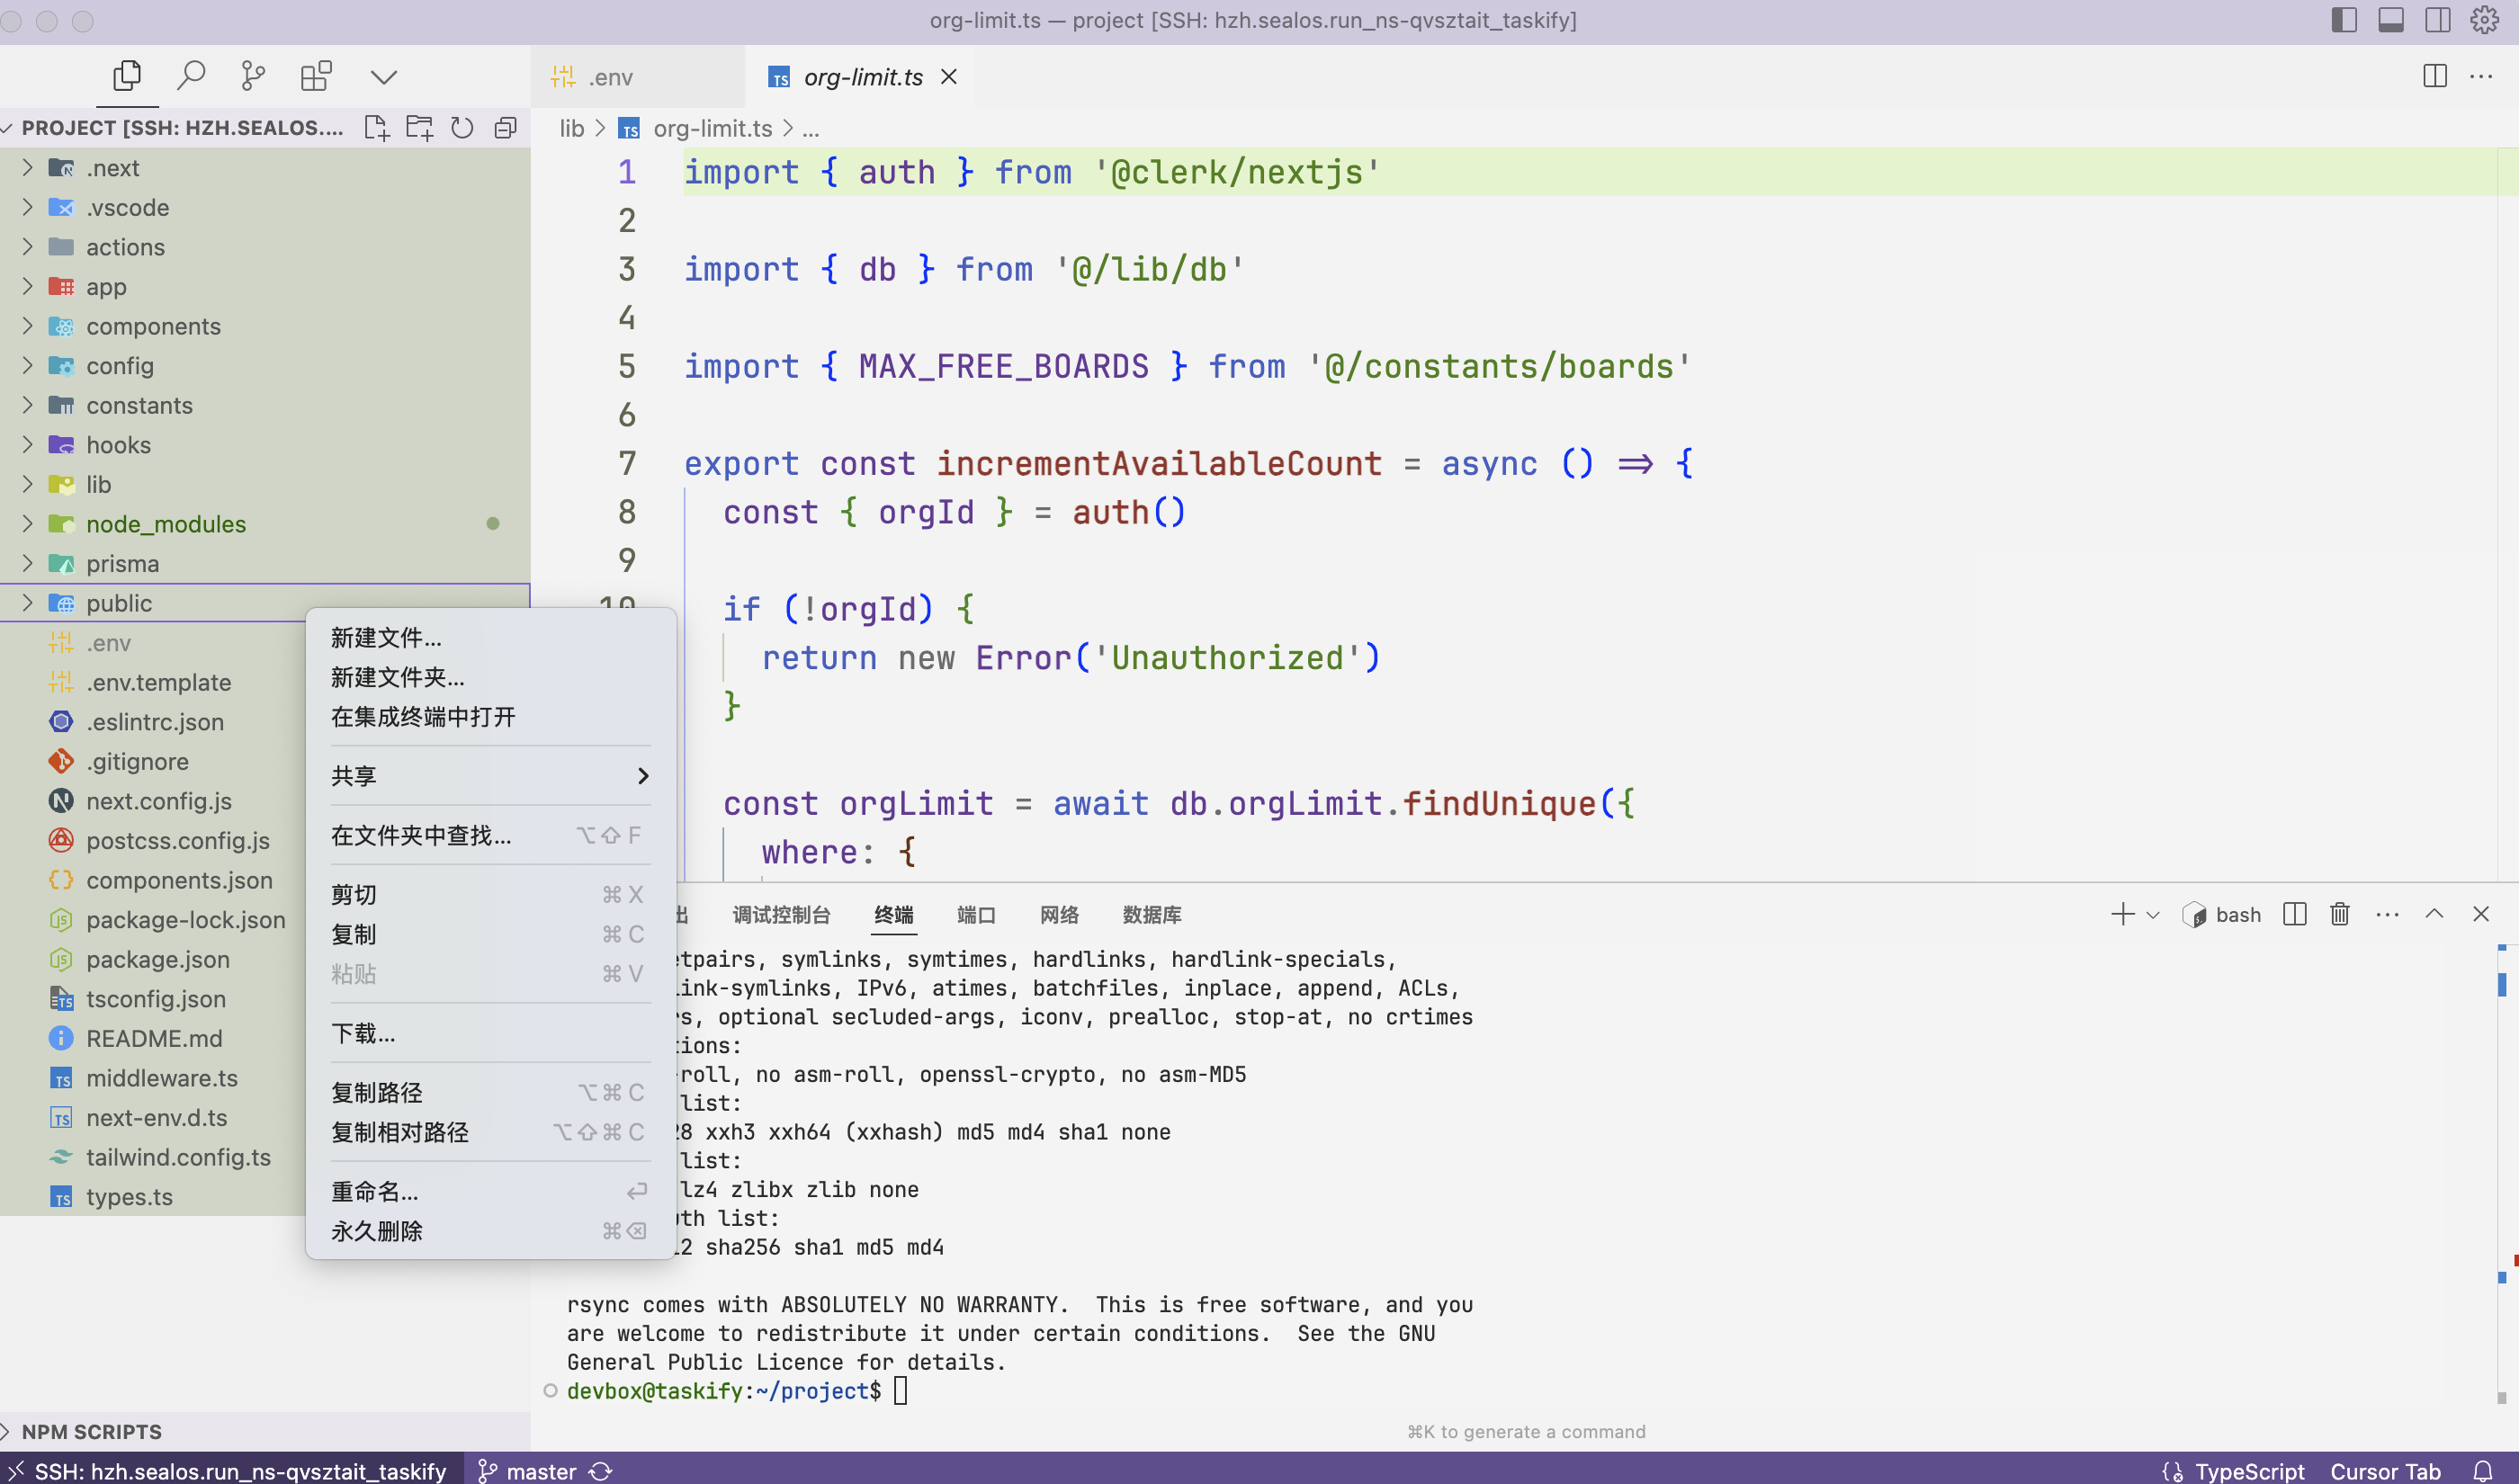 org-limit.ts — project [SSH: hzh.sealos.run_ns-qvsztait_taskify]
.env
org-limit.ts
PROJECT [SSH: HZH.SEALOS....
lib > org-limit.ts > ...
.next
.vscode
actions
app
components
config
constants
hooks
lib
node_modules
prisma
public
.env
.env.template
.eslintrc.json
.gitignore
next.config.js
postcss.config.js
components.json
package-lock.json
package.json
tsconfig.json
README.md
middleware.ts
next-env.d.ts
tailwind.config.ts
types.ts
NPM SCRIPTS
1 import { auth } from '@clerk/nextjs'
2
3 import { db } from '@/lib/db'
4
5 import { MAX_FREE_BOARDS } from '@/constants/boards'
6
7 export const incrementAvailableCount = async () => {
8 const { orgId } = auth()
9
10 if (!orgId) {
return new Error('Unauthorized')
}
const orgLimit = await db.orgLimit.findUnique({
where: {
新建文件...
新建文件夹...
在集成终端中打开
共享
在文件夹中查找... ⌥⇧F
剪切 ⌘X
复制 ⌘C
粘贴 ⌘V
下载...
复制路径 ⌥⌘C
复制相对路径 ⌥⇧⌘C
重命名... ⏎
永久删除 ⌘⌫
出 调试控制台 终端 端口 网络 数据库
bash
etpairs, symlinks, symtimes, hardlinks, hardlink-specials,
link-symlinks, IPv6, atimes, batchfiles, inplace, append, ACLs,
rs, optional secluded-args, iconv, prealloc, stop-at, no crtimes
tions:
-roll, no asm-roll, openssl-crypto, no asm-MD5
list:
28 xxh3 xxh64 (xxhash) md5 md4 sha1 none
list:
lz4 zlibx zlib none
uth list:
12 sha256 sha1 md5 md4
rsync comes with ABSOLUTELY NO WARRANTY. This is free software, and you
are welcome to redistribute it under certain conditions. See the GNU
General Public Licence for details.
devbox@taskify:~/project$
⌘K to generate a command
SSH: hzh.sealos.run_ns-qvsztait_taskify
master
TypeScript
Cursor Tab